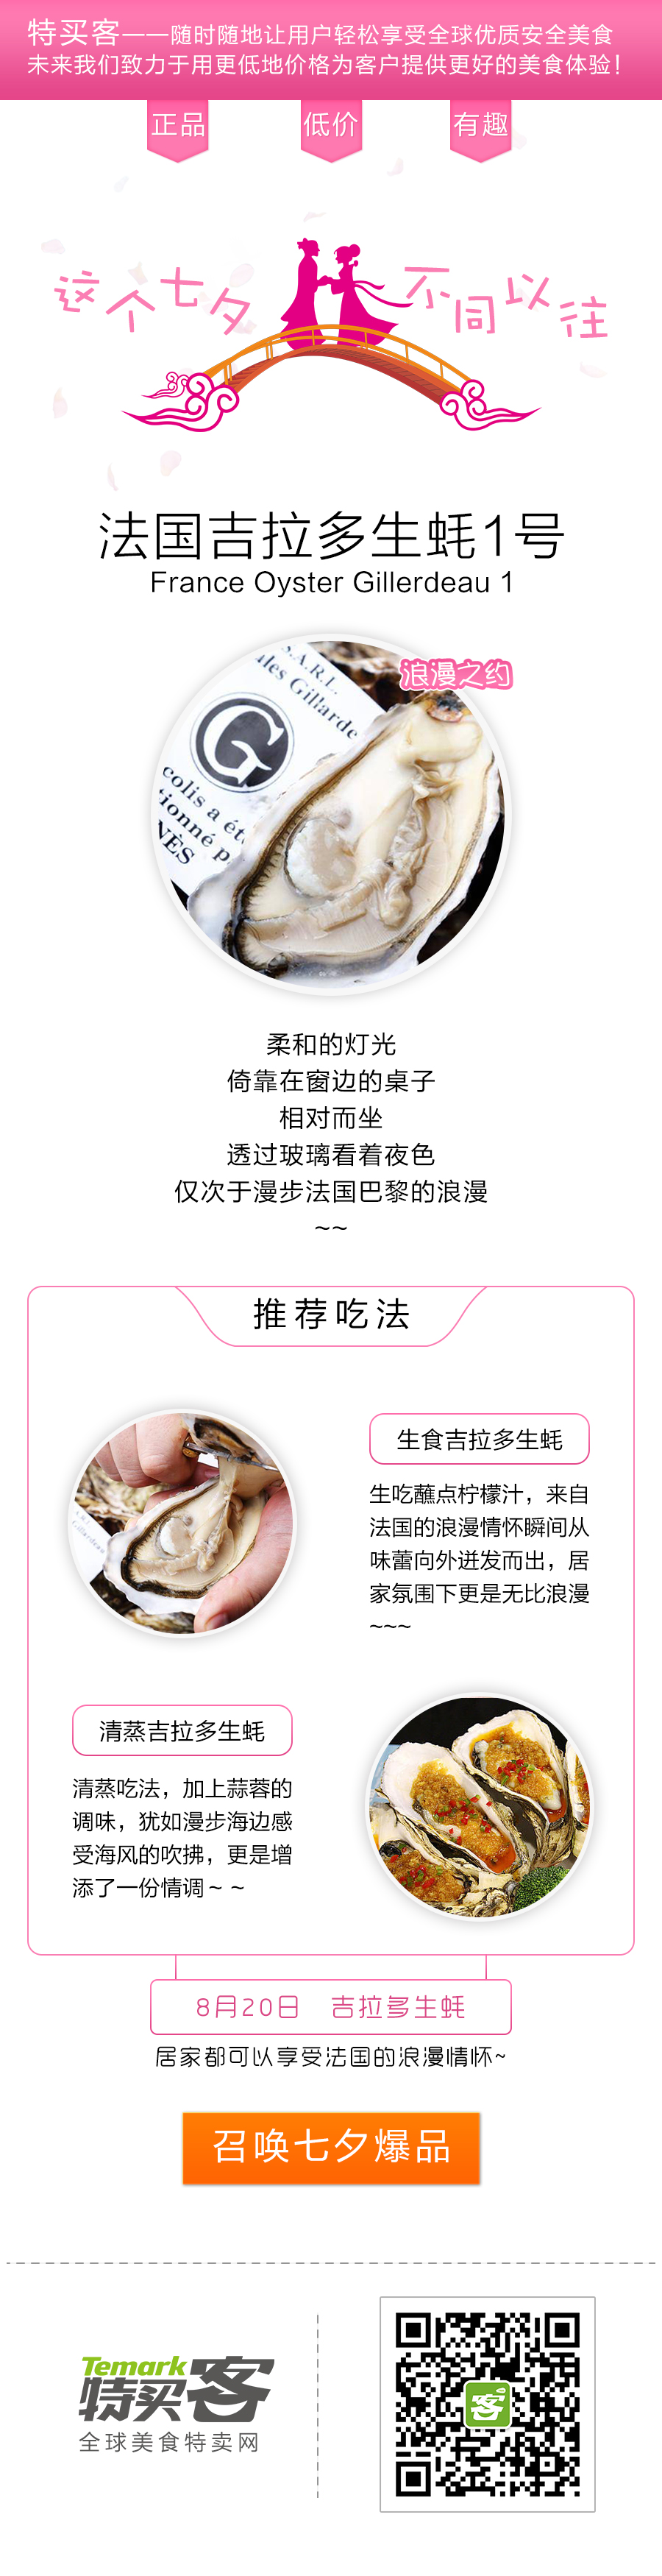 特买客——随时随地让用户轻松享受全球优质安全美食
未来我们致力于用更低地价格为客户提供更好的美食体验！
正品
低价
有趣
这个七夕
不同以往
法国吉拉多生蚝1号
France Oyster Gillerdeau 1
浪漫之约
S.A.R.L.
ales Gillarde
G
colis a ét
tionné p
NÈS
柔和的灯光
倚靠在窗边的桌子
相对而坐
透过玻璃看着夜色
仅次于漫步法国巴黎的浪漫
~~
推荐吃法
生食吉拉多生蚝
生吃蘸点柠檬汁，来自
法国的浪漫情怀瞬间从
味蕾向外迸发而出，居
家氛围下更是无比浪漫
~~~
清蒸吉拉多生蚝
清蒸吃法，加上蒜蓉的
调味，犹如漫步海边感
受海风的吹拂，更是增
添了一份情调~ ~
8月20日 吉拉多生蚝
居家都可以享受法国的浪漫情怀~
召唤七夕爆品
Temark
特买客
全球美食特卖网
客